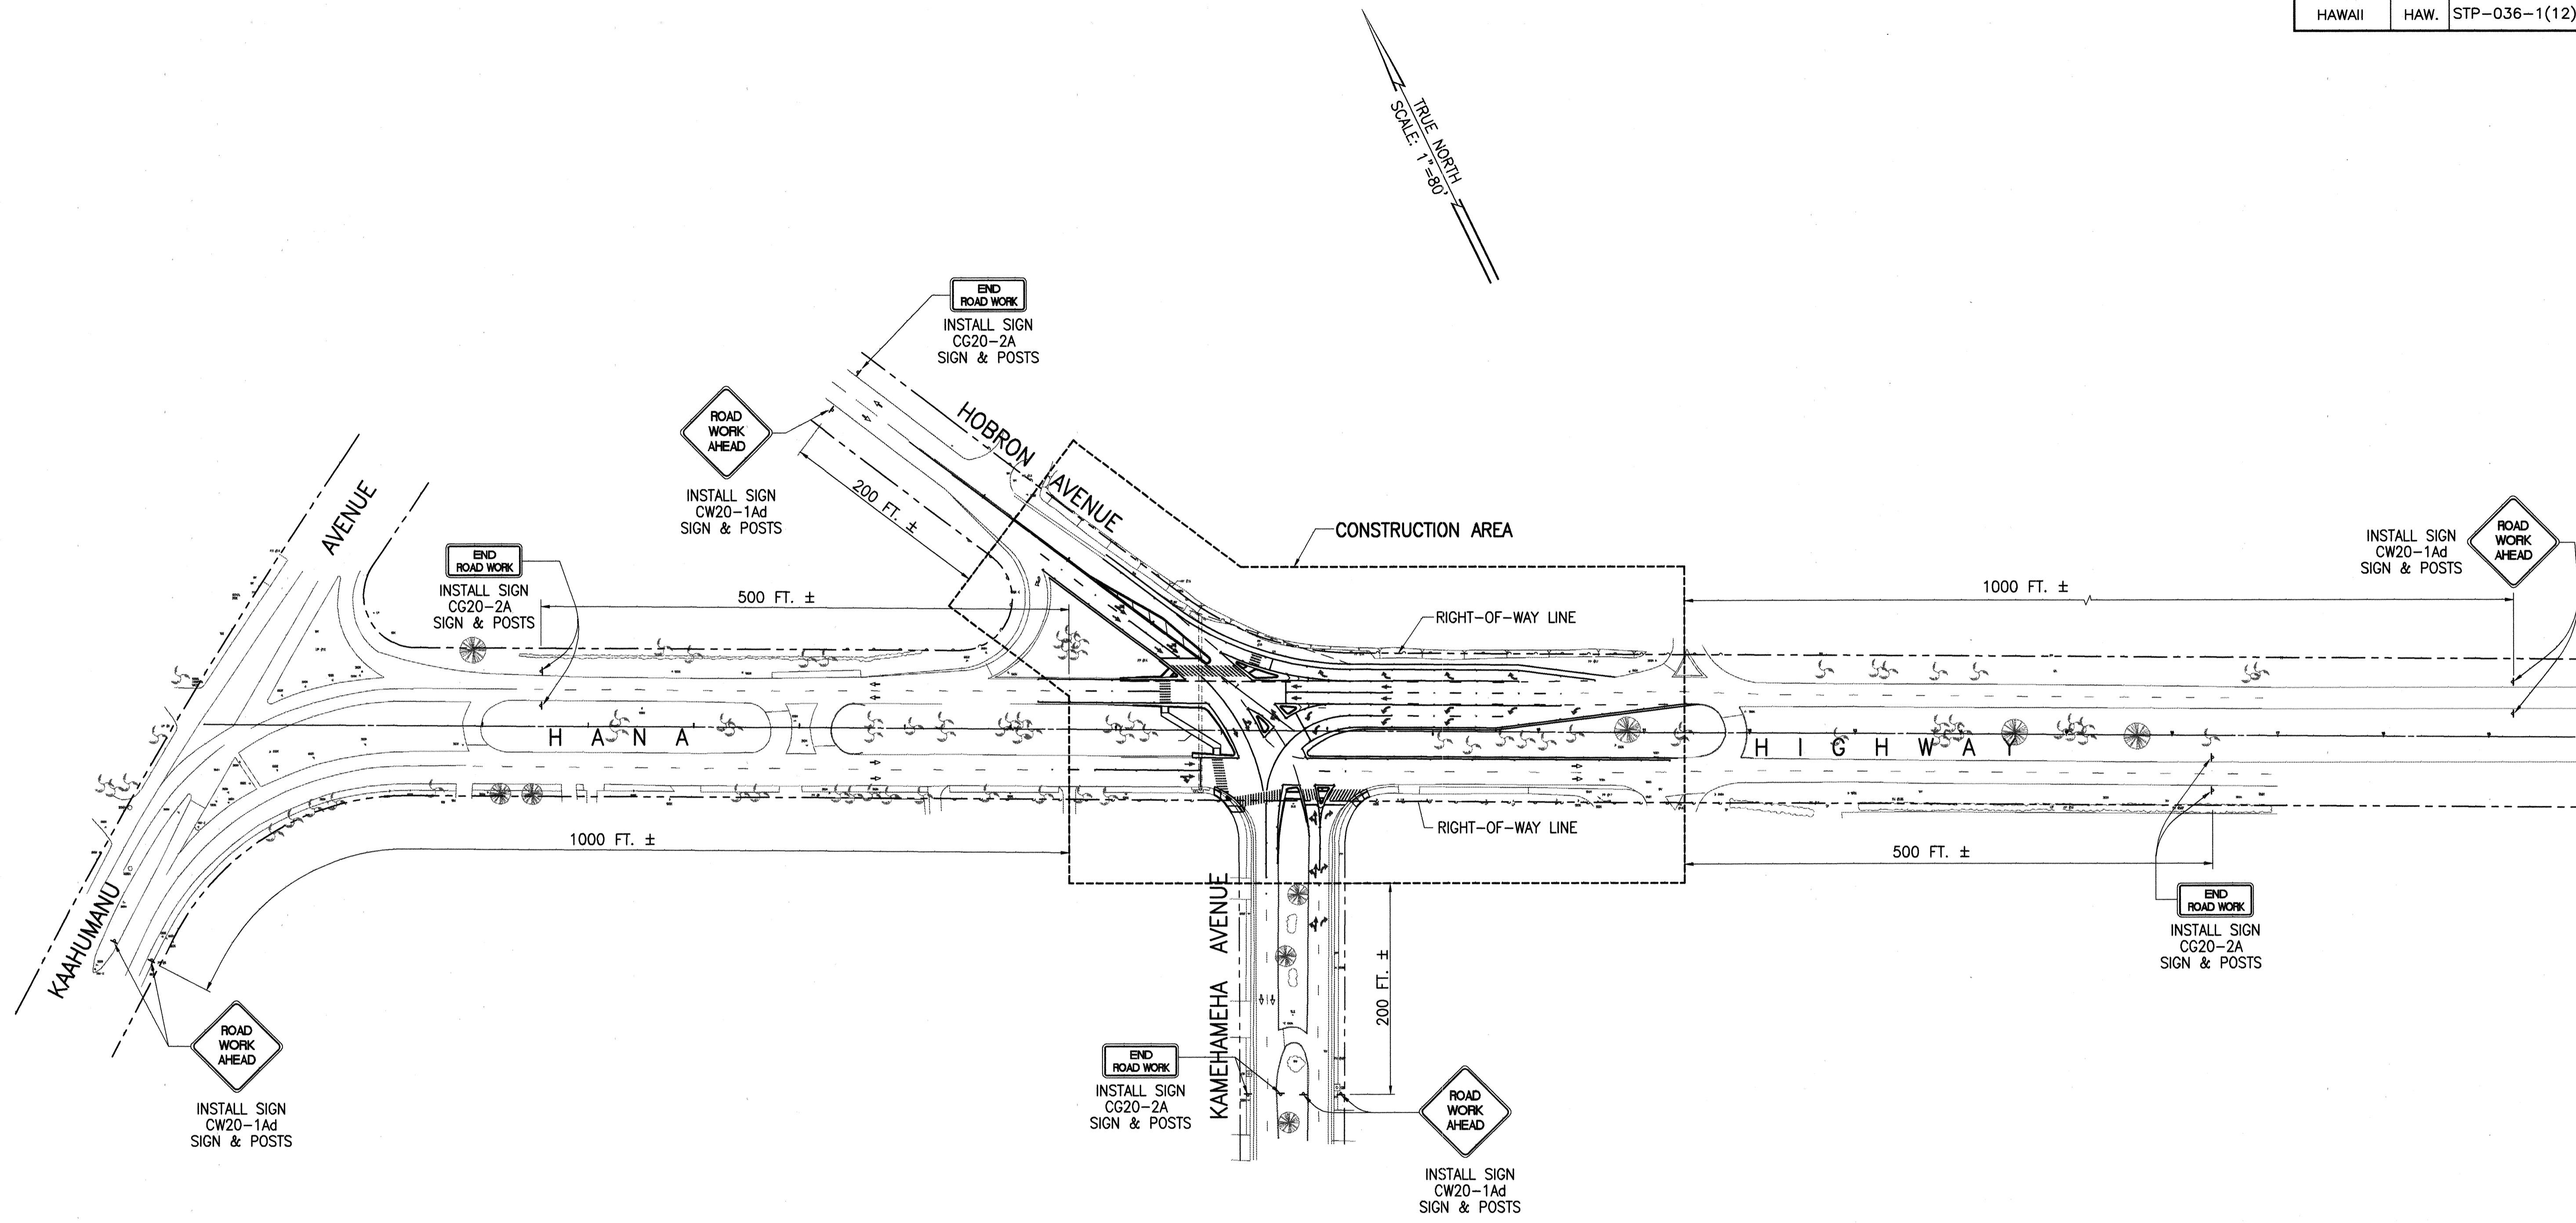 HAWAII HAW. STP-036-1(12)
TRUE NORTH
SCALE: 1"=80'
END
ROAD WORK
INSTALL SIGN
CG20-2A
SIGN & POSTS
ROAD
WORK
AHEAD
INSTALL SIGN
CW20-1Ad
SIGN & POSTS
HOBRON AVENUE
200 FT. ±
AVENUE
END
ROAD WORK
INSTALL SIGN
CG20-2A
SIGN & POSTS
500 FT. ±
CONSTRUCTION AREA
RIGHT-OF-WAY LINE
1000 FT. ±
ROAD
WORK
AHEAD
INSTALL SIGN
CW20-1Ad
SIGN & POSTS
HANA
HIGHWAY
RIGHT-OF-WAY LINE
1000 FT. ±
500 FT. ±
KAAHUMANU
KAMEHAMEHA AVENUE
200 FT. ±
END
ROAD WORK
INSTALL SIGN
CG20-2A
SIGN & POSTS
ROAD
WORK
AHEAD
INSTALL SIGN
CW20-1Ad
SIGN & POSTS
END
ROAD WORK
INSTALL SIGN
CG20-2A
SIGN & POSTS
ROAD
WORK
AHEAD
INSTALL SIGN
CW20-1Ad
SIGN & POSTS